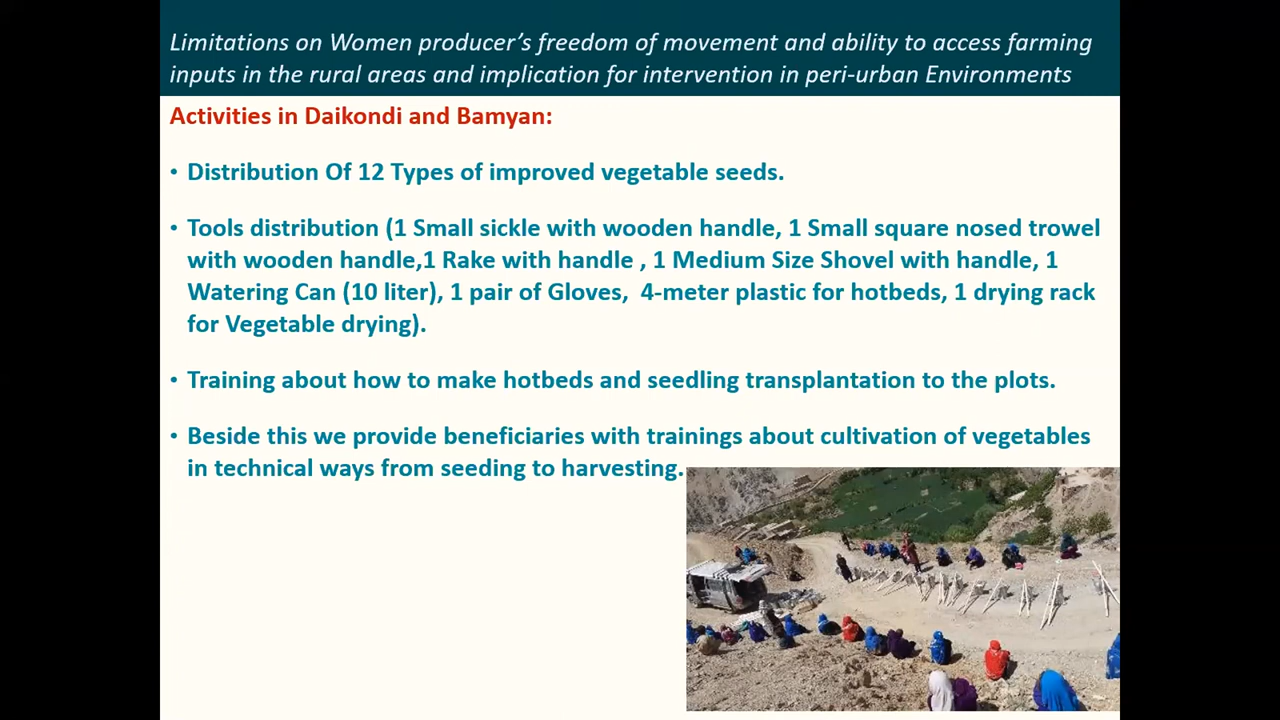 Limitations on Women producer's freedom of movement and ability to access farming
inputs in the rural areas and implication for intervention in peri-urban Environments
Activities in Daikondi and Bamyan:
• Distribution Of 12 Types of improved vegetable seeds.
• Tools distribution (1 Small sickle with wooden handle, 1 Small square nosed trowel
with wooden handle,1 Rake with handle , 1 Medium Size Shovel with handle, 1
Watering Can (10 liter), 1 pair of Gloves,  4-meter plastic for hotbeds, 1 drying rack
for Vegetable drying).
• Training about how to make hotbeds and seedling transplantation to the plots.
• Beside this we provide beneficiaries with trainings about cultivation of vegetables
in technical ways from seeding to harvesting.